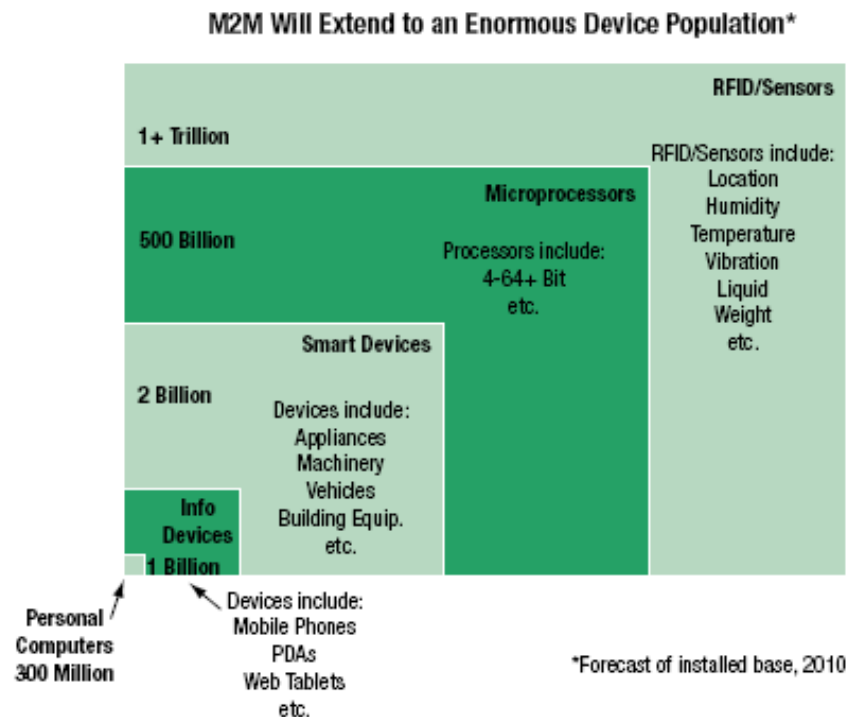 M2M Will Extend to an Enormous Device Population*
RFID/Sensors
1+ Trillion
RFID/Sensors include:
Location
Humidity
Temperature
Vibration
Liquid
Weight
etc.
Microprocessors
500 Billion
Processors include:
4-64+ Bit
etc.
Smart Devices
2 Billion
Devices include:
Appliances
Machinery
Vehicles
Building Equip.
etc.
Info
Devices
1 Billion
Devices include:
Mobile Phones
PDAs
Web Tablets
etc.
Personal
Computers
300 Million
*Forecast of installed base, 2010